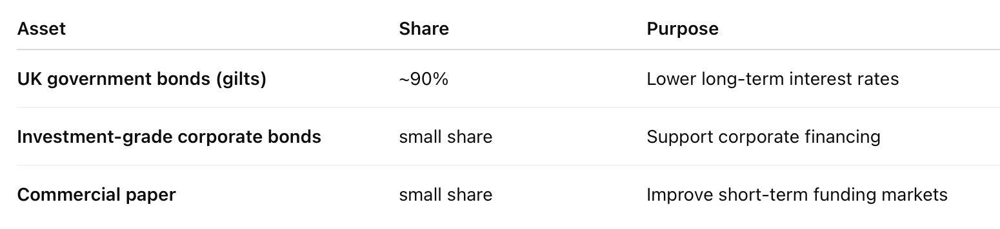 Asset Share Purpose
UK government bonds (gilts) ~90% Lower long-term interest rates
Investment-grade corporate bonds small share Support corporate financing
Commercial paper small share Improve short-term funding markets